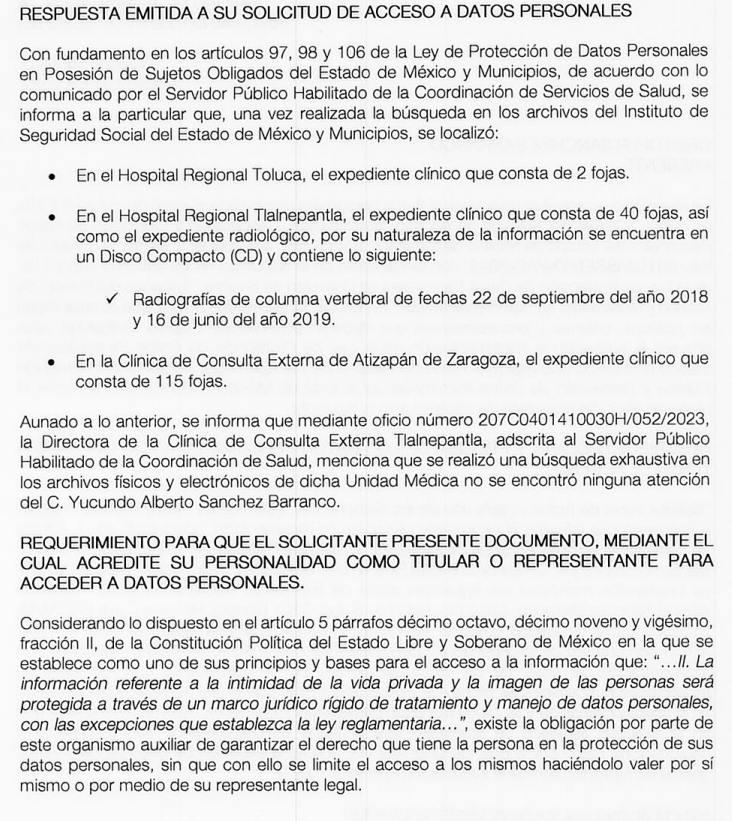 RESPUESTA EMITIDA A SU SOLICITUD DE ACCESO A DATOS PERSONALES
Con fundamento en los artículos 97, 98 y 106 de la Ley de Protección de Datos Personales
en Posesión de Sujetos Obligados del Estado de México y Municipios, de acuerdo con lo
comunicado por el Servidor Público Habilitado de la Coordinación de Servicios de Salud, se
informa a la particular que, una vez realizada la búsqueda en los archivos del Instituto de
Seguridad Social del Estado de México y Municipios, se localizó:
• En el Hospital Regional Toluca, el expediente clínico que consta de 2 fojas.
• En el Hospital Regional Tlalnepantla, el expediente clínico que consta de 40 fojas, así
como el expediente radiológico, por su naturaleza de la información se encuentra en
un Disco Compacto (CD) y contiene lo siguiente:
✓ Radiografías de columna vertebral de fechas 22 de septiembre del año 2018
y 16 de junio del año 2019.
• En la Clínica de Consulta Externa de Atizapán de Zaragoza, el expediente clínico que
consta de 115 fojas.
Aunado a lo anterior, se informa que mediante oficio número 207C0401410030H/052/2023,
la Directora de la Clínica de Consulta Externa Tlalnepantla, adscrita al Servidor Público
Habilitado de la Coordinación de Salud, menciona que se realizó una búsqueda exhaustiva en
los archivos físicos y electrónicos de dicha Unidad Médica no se encontró ninguna atención
del C. Yucundo Alberto Sanchez Barranco.
REQUERIMIENTO PARA QUE EL SOLICITANTE PRESENTE DOCUMENTO, MEDIANTE EL
CUAL ACREDITE SU PERSONALIDAD COMO TITULAR O REPRESENTANTE PARA
ACCEDER A DATOS PERSONALES.
Considerando lo dispuesto en el artículo 5 párrafos décimo octavo, décimo noveno y vigésimo,
fracción II, de la Constitución Política del Estado Libre y Soberano de México en la que se
establece como uno de sus principios y bases para el acceso a la información que: “…II. La
información referente a la intimidad de la vida privada y la imagen de las personas será
protegida a través de un marco jurídico rígido de tratamiento y manejo de datos personales,
con las excepciones que establezca la ley reglamentaria…”, existe la obligación por parte de
este organismo auxiliar de garantizar el derecho que tiene la persona en la protección de sus
datos personales, sin que con ello se limite el acceso a los mismos haciéndolo valer por sí
mismo o por medio de su representante legal.